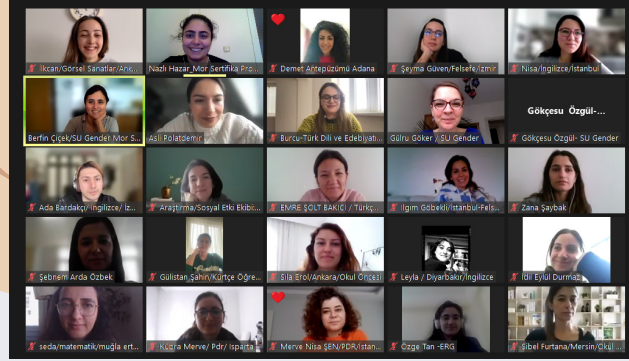 İlkcan/Görsel Sanatlar/Ank...
Nazlı Hazar_Mor Sertifika Pro...
Demet Antepüzümü Adana
Şeyma Güven/Felsefe/İzmir
Nisa/İngilizce/İstanbul
Berfin Çiçek/SU Gender Mor S...
Aslı Polatdemir
Burcu-Türk Dili ve Edebiyatı...
Gülru Göker / SU Gender
Gökçesu Özgül-...
Gökçesu Özgül- SU Gender
Ada Bardakçı/İngilizce/ İz...
Araştırma/Sosyal Etki Ekibi:...
EMRE ŞOLT BAKICI / Türkç...
Ilgım Göbekli/İstanbul-Fels...
Zana Şaybak
Şebnem Arda Özbek
Gülistan Şahin/Kürtçe Öğre...
Sıla Erol/Ankara/Okul Öncesi
Leyla / Diyarbakır/İngilizce
İdil Eylül Durmaz
seda/matematik/muğla ert...
Kübra Merve/ Pdr/ Isparta
Merve Nisa ŞEN/PDR/İstan...
Özge Tan -ERG
Sibel Furtana/Mersin/Okul ...